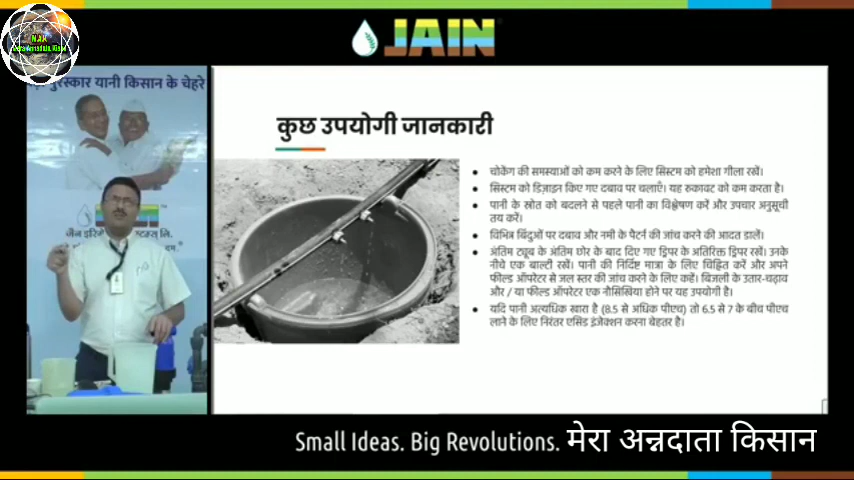 JAIN
N.A.K
Mera Annadata Kisan
पुरस्कार यानी किसान के चेहरे
कुछ उपयोगी जानकारी
चोकेंग की समस्याओं को कम करने के लिए सिस्टम को हमेशा गीला रखें।
सिस्टम को डिज़ाइन किए गए दबाव पर चलाएँ। यह रुकावट को कम करता है।
पानी के स्रोत को बदलने से पहले पानी का विश्लेषण करें और उपचार अनुसूची
तय करें।
विभिन्न बिंदुओं पर दबाव और नमी के पैटर्न की जांच करने की आदत डालें।
अंतिम ट्यूब के अंतिम छोर के बाद दिए गए ड्रिपर के अतिरिक्त ड्रिपर रखें। उनके
नीचे एक बाल्टी रखें। पानी की निर्दिष्ट मात्रा के लिए चिह्नित करें और अपने
फील्ड ऑपरेटर से जल स्तर की जांच करने के लिए कहें। बिजली के उतार-चढ़ाव
और / या फील्ड ऑपरेटर एक नौसिखिया होने पर यह उपयोगी है।
यदि पानी अत्यधिक खारा है (8.5 से अधिक पीएच) तो 6.5 से 7 के बीच पीएच
लाने के लिए निरंतर एसिड इंजेक्शन करना बेहतर है।
Small Ideas. Big Revolutions. मेरा अन्नदाता किसान